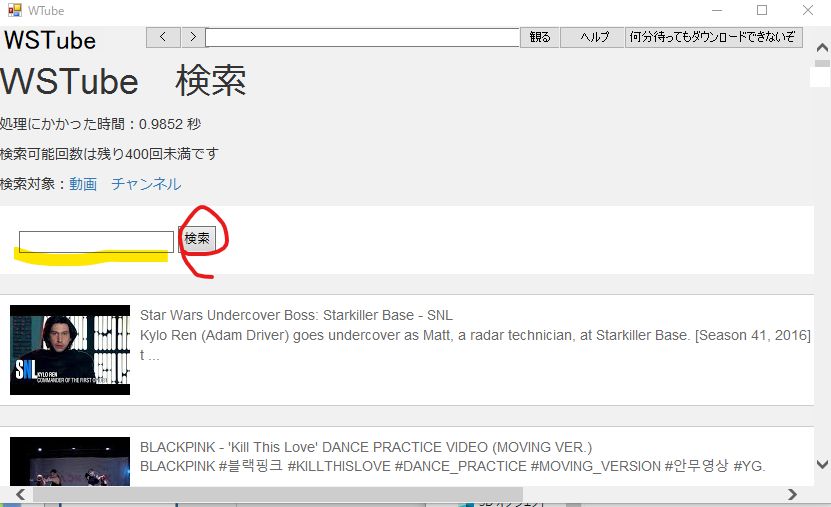 WTube
WSTube
< > 観る ヘルプ 何分待ってもダウンロードできないぞ
WSTube 検索
処理にかかった時間：0.9852 秒
検索可能回数は残り400回未満です
検索対象：動画 チャンネル
検索
Star Wars Undercover Boss: Starkiller Base - SNL
Kylo Ren (Adam Driver) goes undercover as Matt, a radar technician, at Starkiller Base. [Season 41, 2016]
t ...
SNL KYLO REN
COMMANDER OF THE FIRST ORDER
BLACKPINK - 'Kill This Love' DANCE PRACTICE VIDEO (MOVING VER.)
BLACKPINK #블랙핑크 #KILLTHISLOVE #DANCE_PRACTICE #MOVING_VERSION #안무영상 #YG.